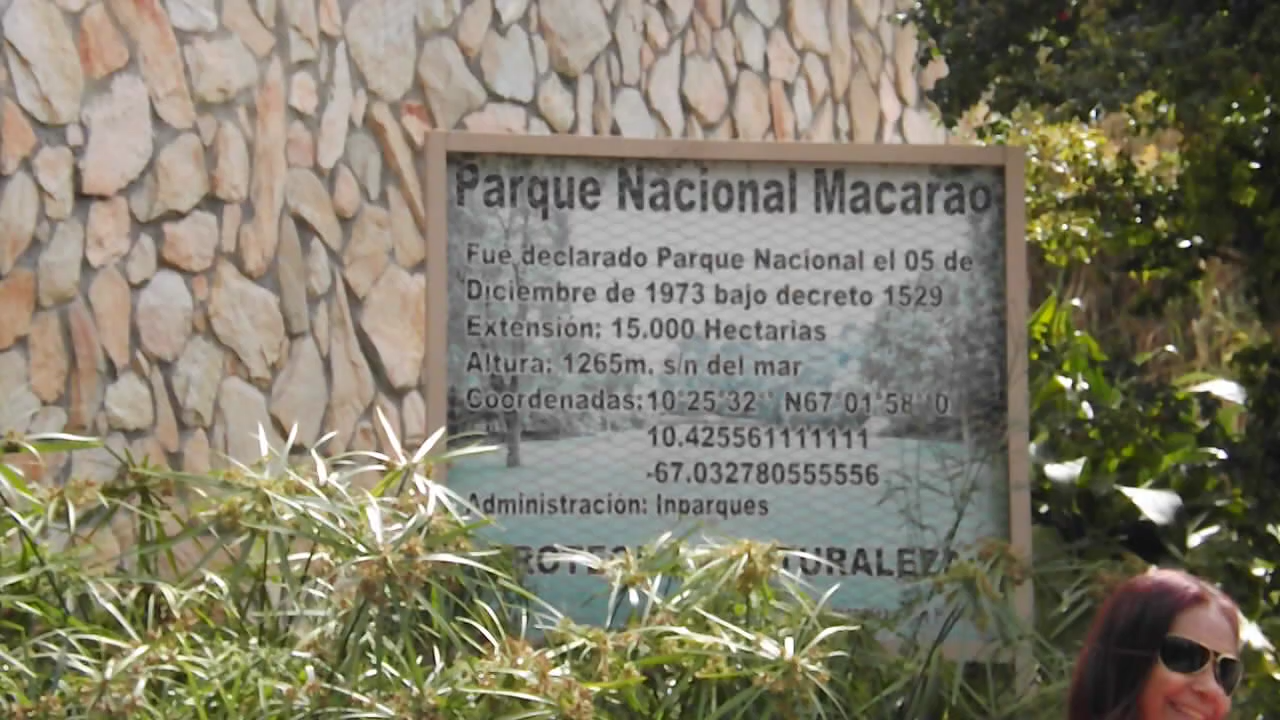 Parque Nacional Macarao
Fue declarado Parque Nacional el 05 de
Diciembre de 1973 bajo decreto 1529
Extensión: 15.000 Hectarias
Altura: 1265m. s/n del mar
Coordenadas: 10°25'32'' N67°01'58''O
10.425561111111
-67.032780555556
Administración: Inparques